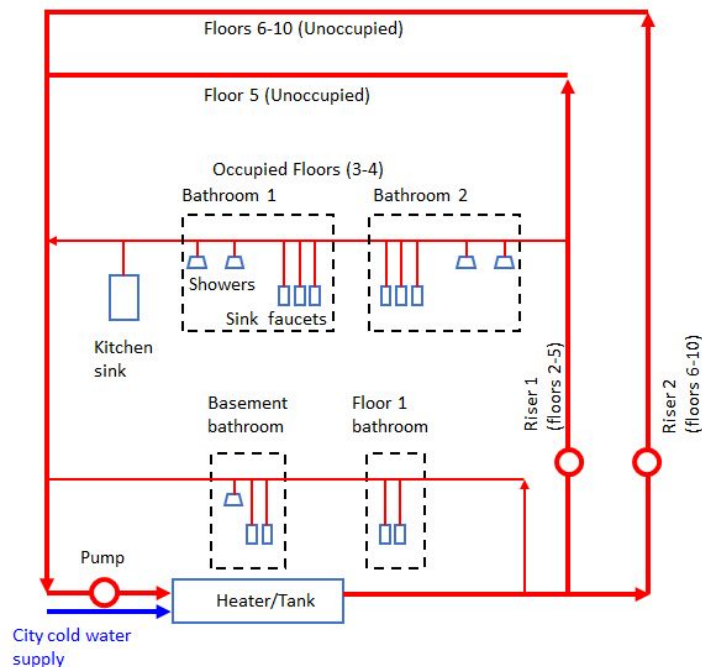 Floors 6-10 (Unoccupied)
Floor 5 (Unoccupied)
Occupied Floors (3-4)
Bathroom 1
Bathroom 2
Showers
Sink faucets
Kitchen
sink
Riser 1
(floors 2-5)
Riser 2
(floors 6-10)
Basement
bathroom
Floor 1
bathroom
Pump
Heater/Tank
City cold water
supply